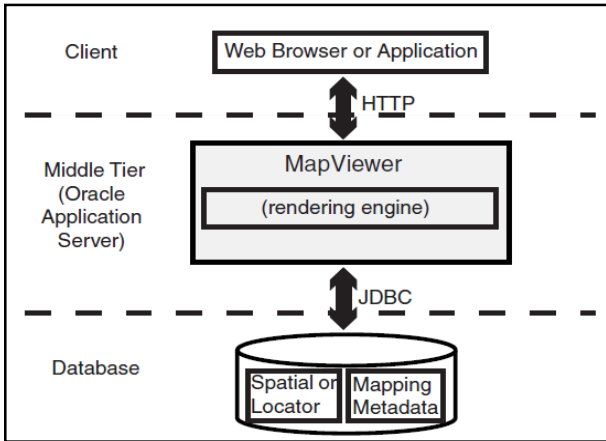 Client
Web Browser or Application
HTTP
Middle Tier
(Oracle
Application
Server)
MapViewer
(rendering engine)
JDBC
Database
Spatial or
Locator
Mapping
Metadata